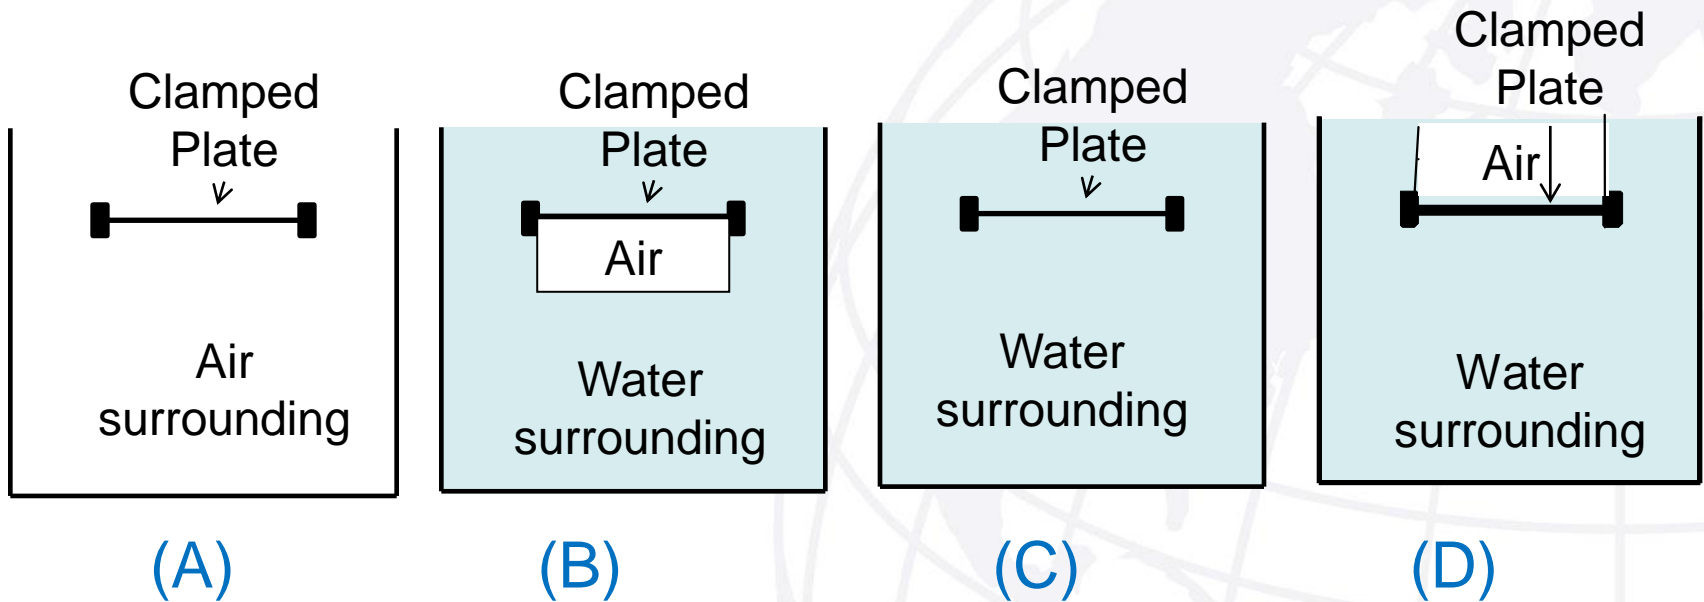 Clamped
Plate
Air
surrounding
(A)
Clamped
Plate
Air
Water
surrounding
(B)
Clamped
Plate
Water
surrounding
(C)
Clamped
Plate
Air
Water
surrounding
(D)